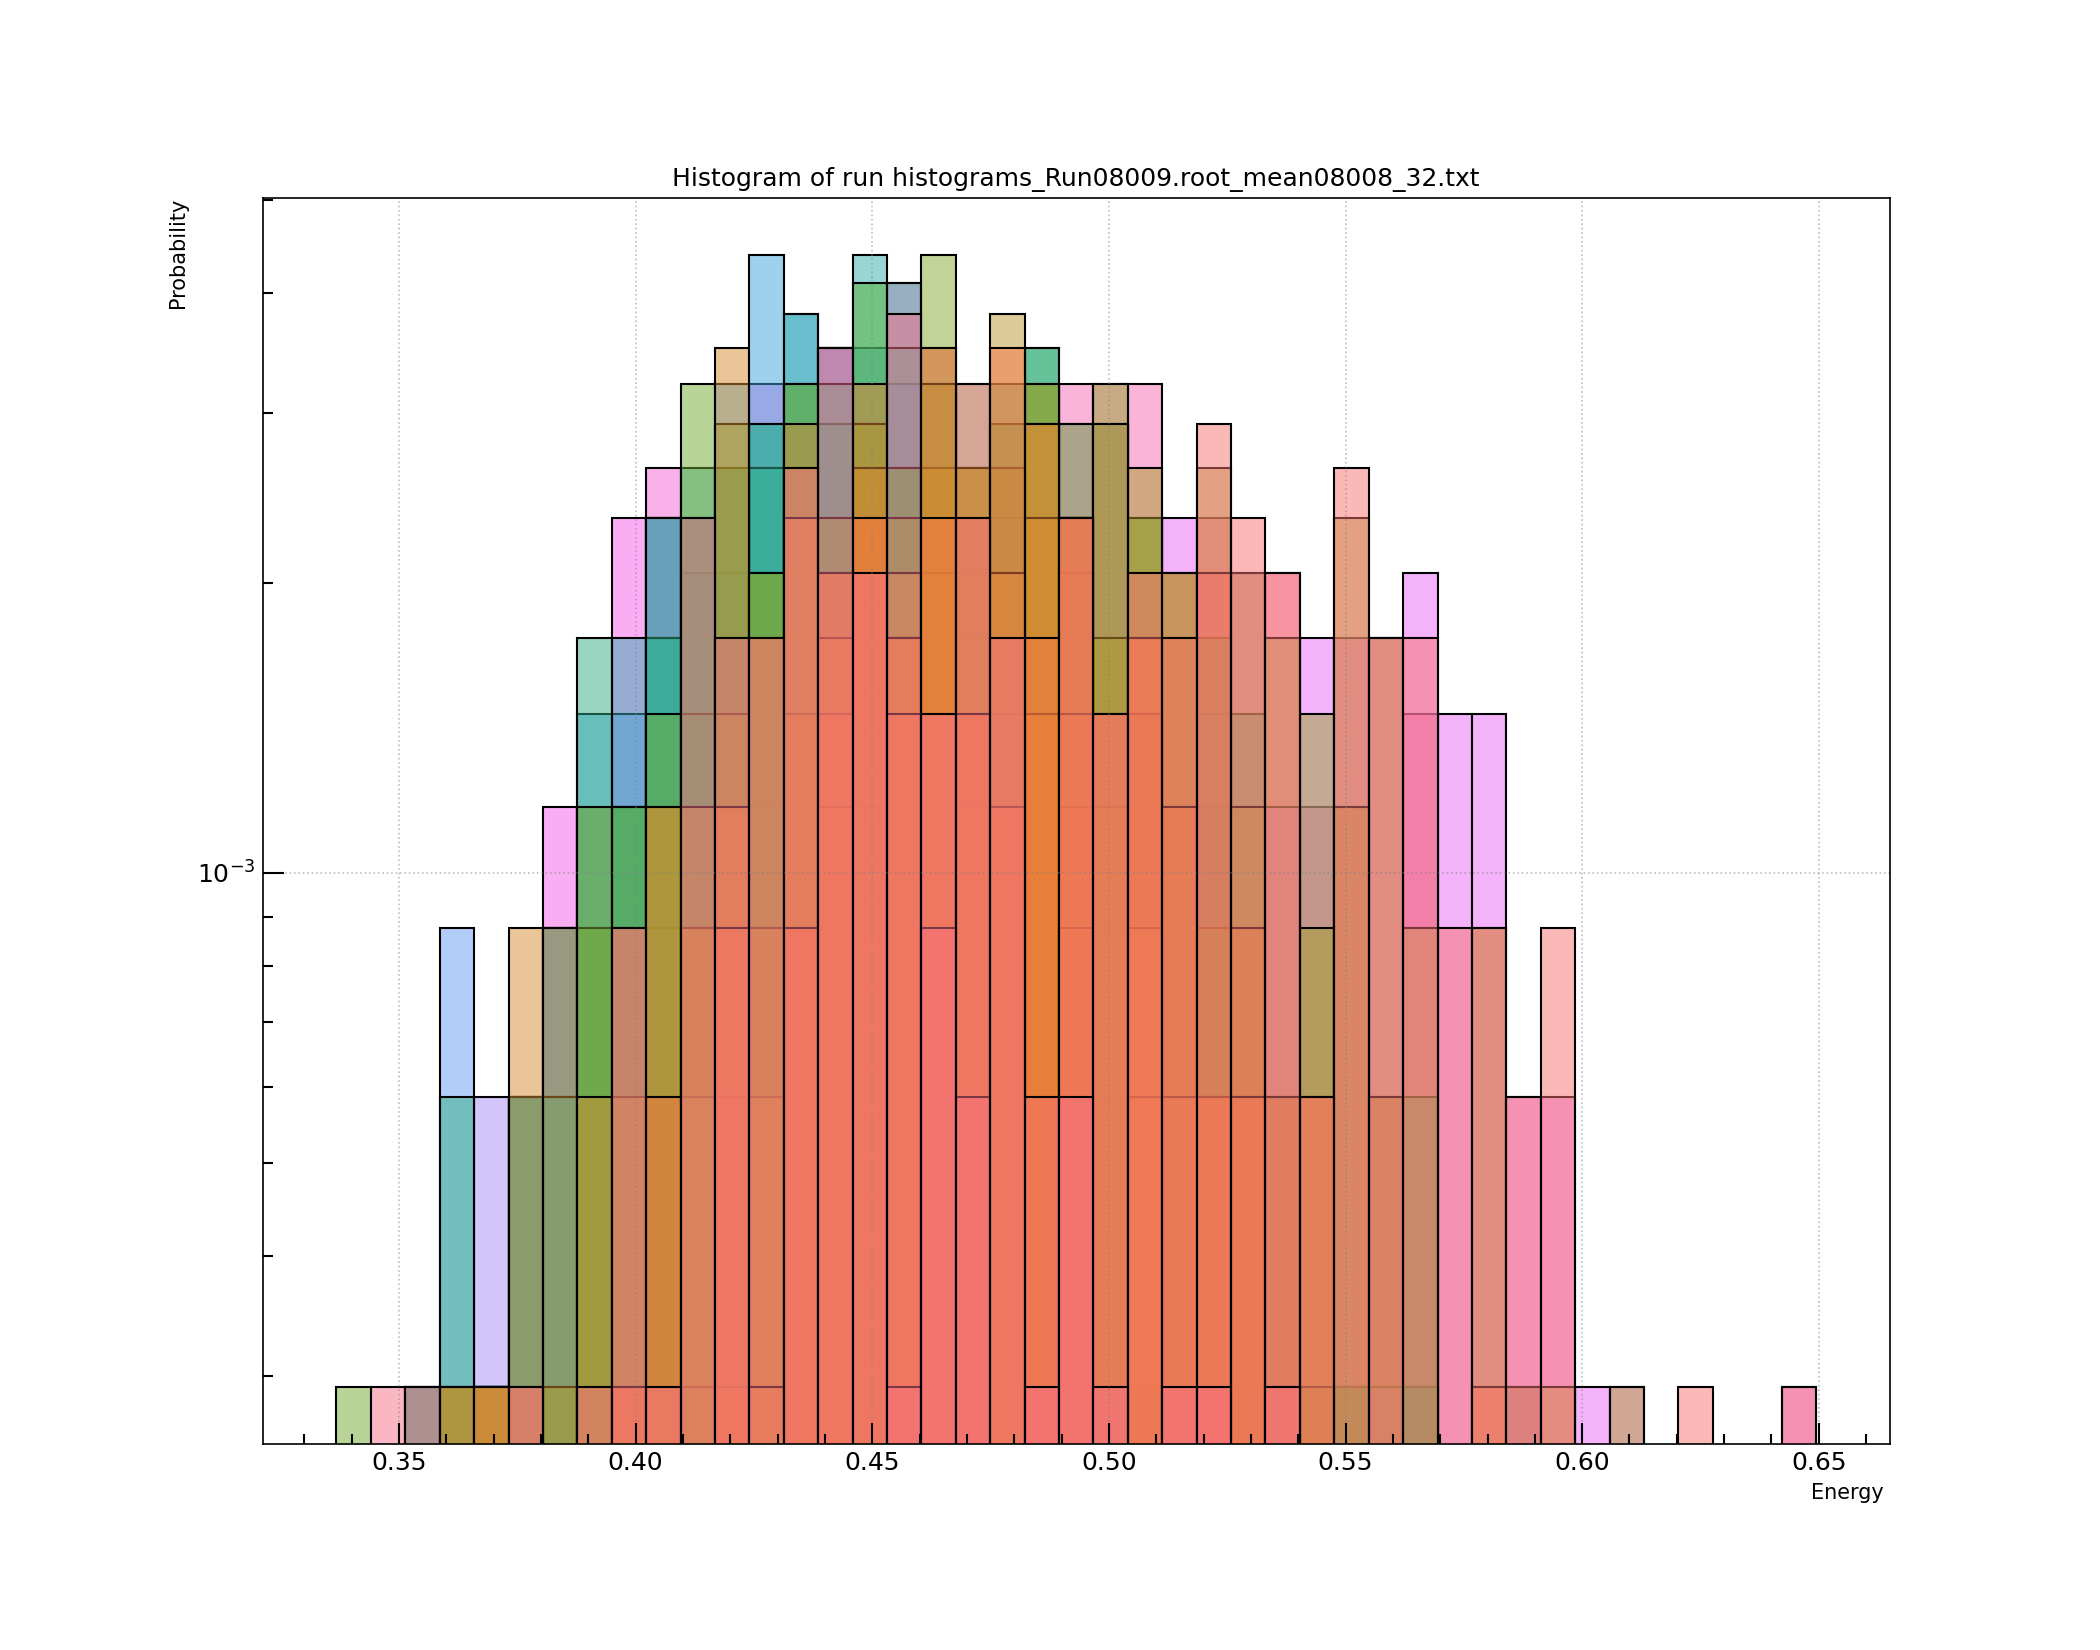 Histogram of run histograms_Run08009.root_mean08008_32.txt
Probability
10⁻³
0.35 0.40 0.45 0.50 0.55 0.60 0.65
Energy